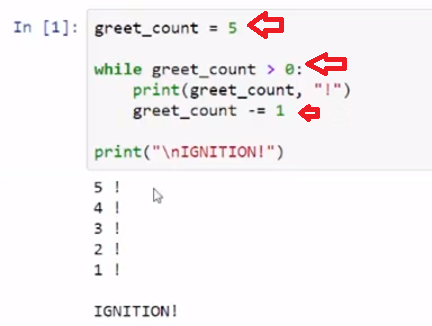 In [1]: greet_count = 5
while greet_count > 0:
print(greet_count, "!")
greet_count -= 1
print("\nIGNITION!")
5 !
4 !
3 !
2 !
1 !
IGNITION!